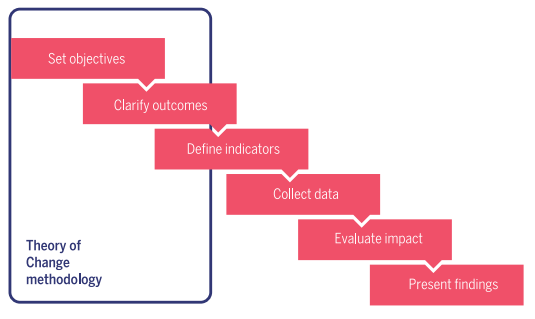 Set objectives
Clarify outcomes
Define indicators
Collect data
Evaluate impact
Present findings
Theory of
Change
methodology